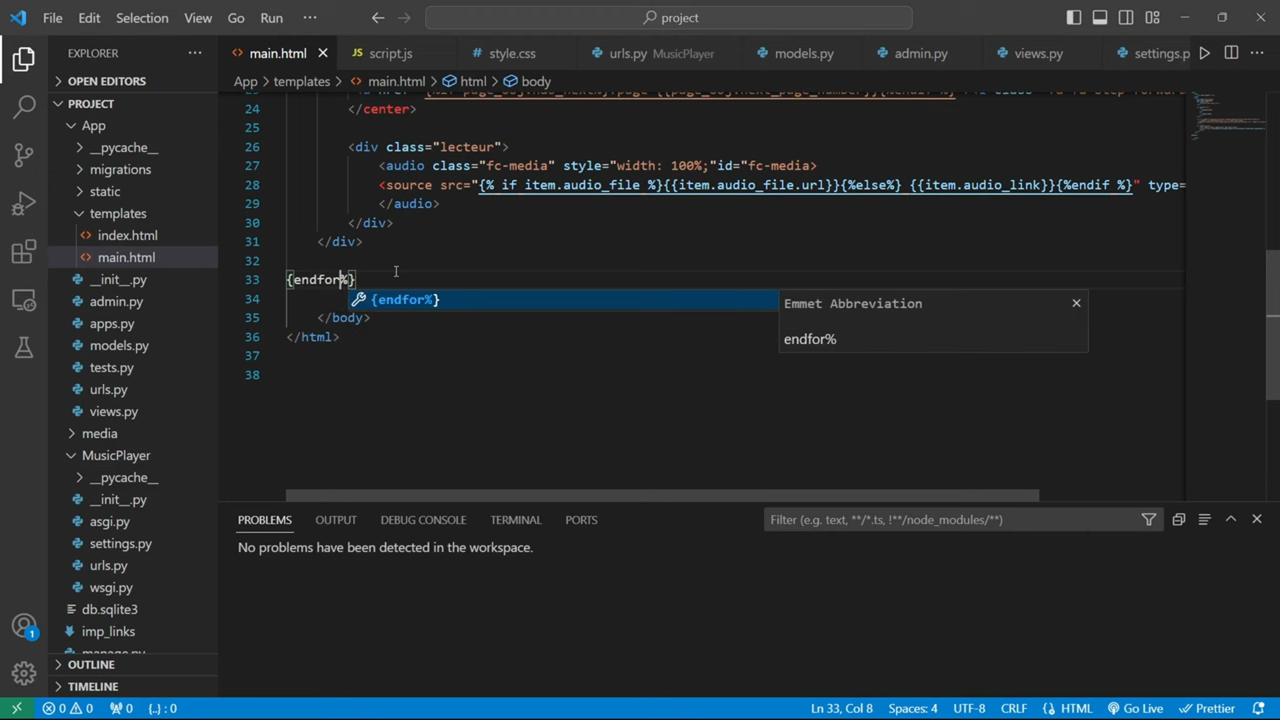 File Edit Selection View Go Run ··· project
EXPLORER ···
OPEN EDITORS
PROJECT
App
__pycache__
migrations
static
templates
index.html
main.html
__init__.py
admin.py
apps.py
models.py
tests.py
urls.py
views.py
media
MusicPlayer
__pycache__
__init__.py
asgi.py
settings.py
urls.py
wsgi.py
db.sqlite3
imp_links
OUTLINE
TIMELINE
main.html script.js style.css urls.py MusicPlayer models.py admin.py views.py settings.p
App > templates > main.html > html > body
24 </center>
25
26 <div class="lecteur">
27 <audio class="fc-media" style="width: 100%;"id="fc-media>
28 <source src="{% if item.audio_file %}{{item.audio_file.url}}{%else%} {{item.audio_link}}{%endif %}" type=
29 </audio>
30 </div>
31 </div>
32
33 {endfor%}
34 {endfor%} Emmet Abbreviation
35 </body>
endfor%
36 </html>
37
38
PROBLEMS OUTPUT DEBUG CONSOLE TERMINAL PORTS Filter (e.g. text, **/*.ts, !**/node_modules/**)
No problems have been detected in the workspace.
1
0 0 0 {..} : 0 Ln 33, Col 8 Spaces: 4 UTF-8 CRLF HTML Go Live Prettier